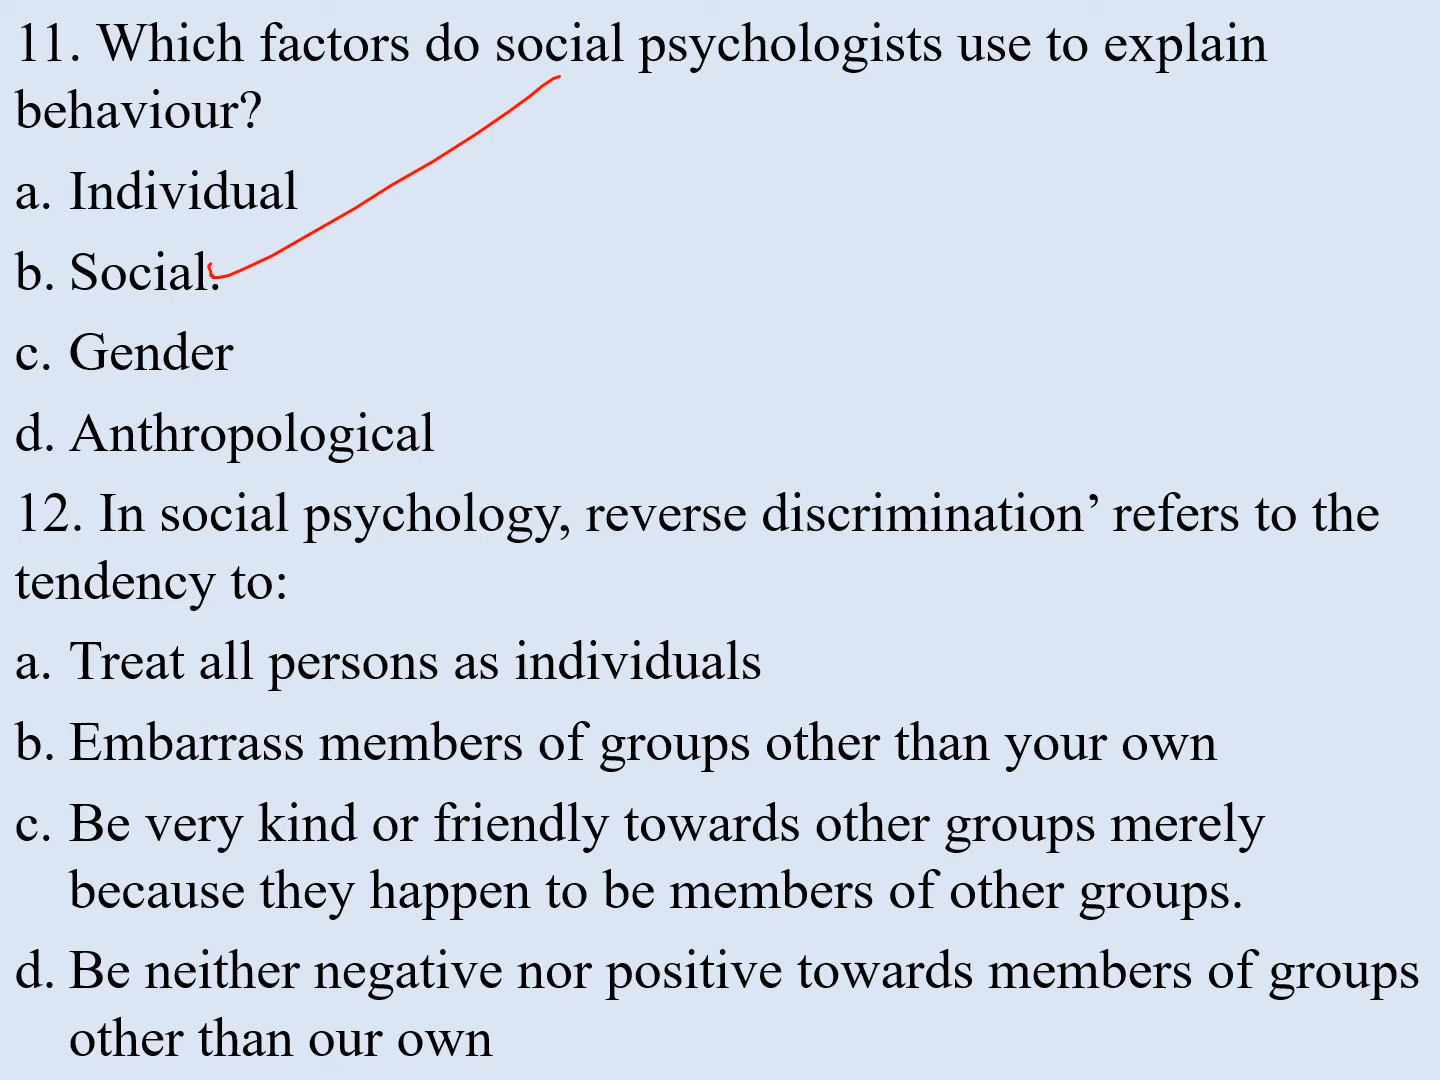 11. Which factors do social psychologists use to explain
behaviour?
a. Individual
b. Social.
c. Gender
d. Anthropological
12. In social psychology, reverse discrimination’ refers to the
tendency to:
a. Treat all persons as individuals
b. Embarrass members of groups other than your own
c. Be very kind or friendly towards other groups merely
because they happen to be members of other groups.
d. Be neither negative nor positive towards members of groups
other than our own